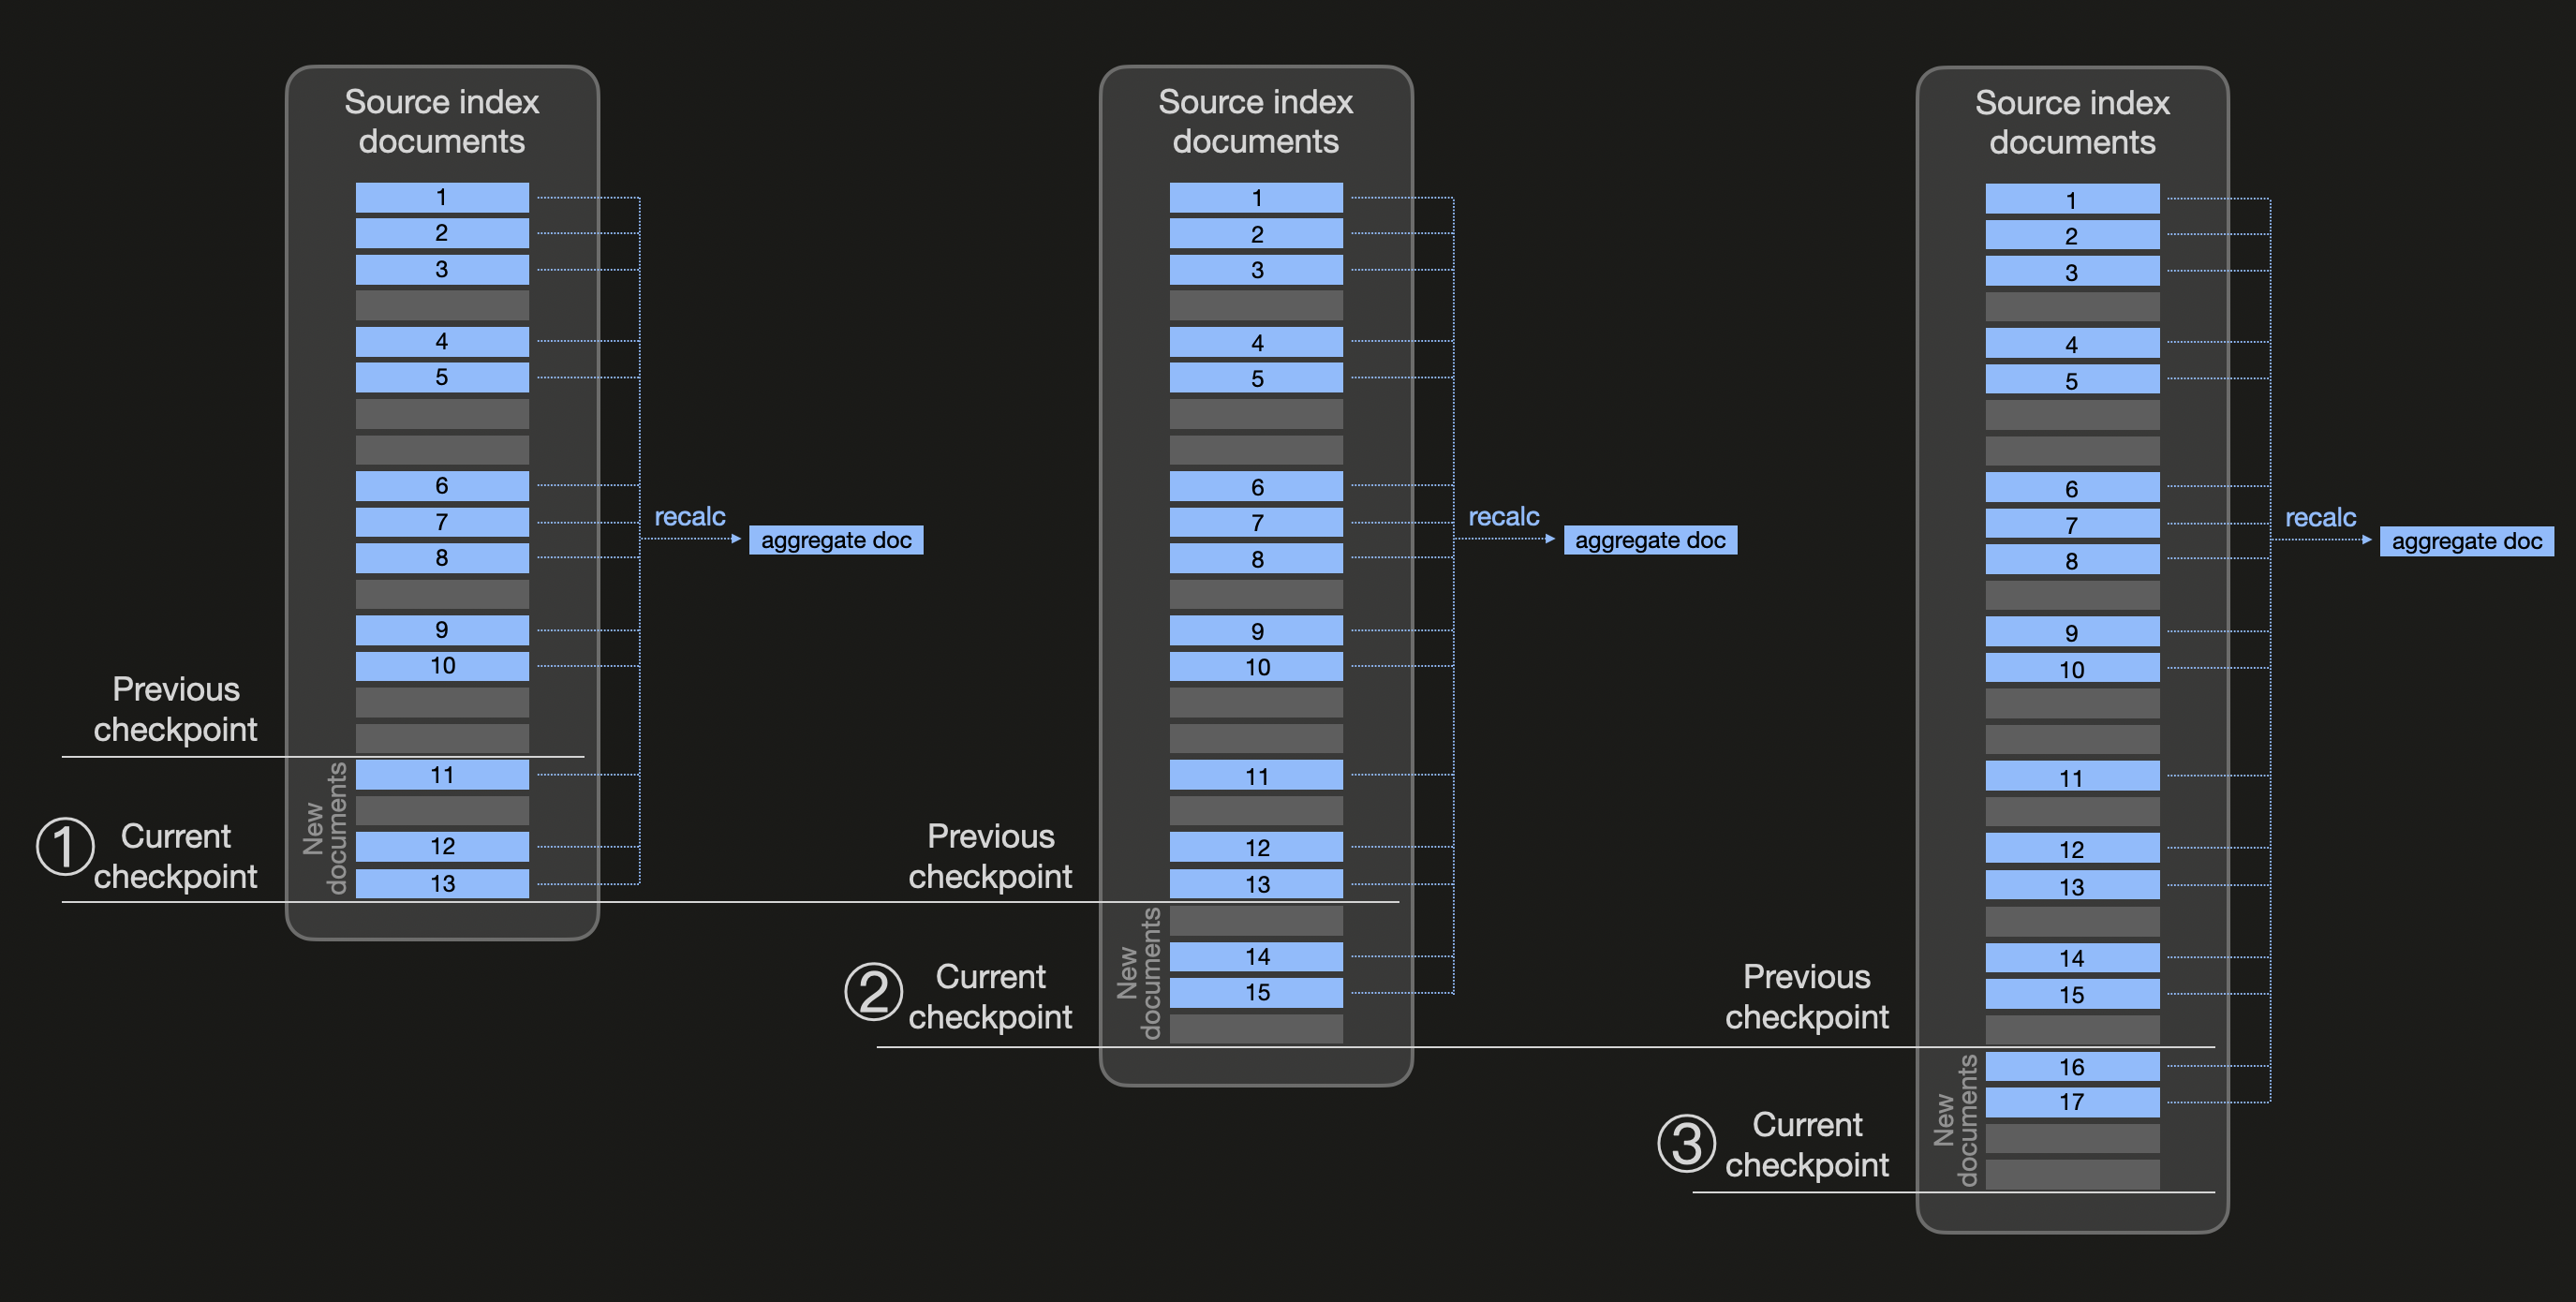 Source index
documents
1
2
3
4
5
6
7
8
9
10
11
12
13
recalc
aggregate doc
Previous
checkpoint
New
documents
①
Current
checkpoint
Source index
documents
1
2
3
4
5
6
7
8
9
10
11
12
13
14
15
recalc
aggregate doc
Previous
checkpoint
New
documents
②
Current
checkpoint
Source index
documents
1
2
3
4
5
6
7
8
9
10
11
12
13
14
15
16
17
recalc
aggregate doc
Previous
checkpoint
New
documents
③
Current
checkpoint